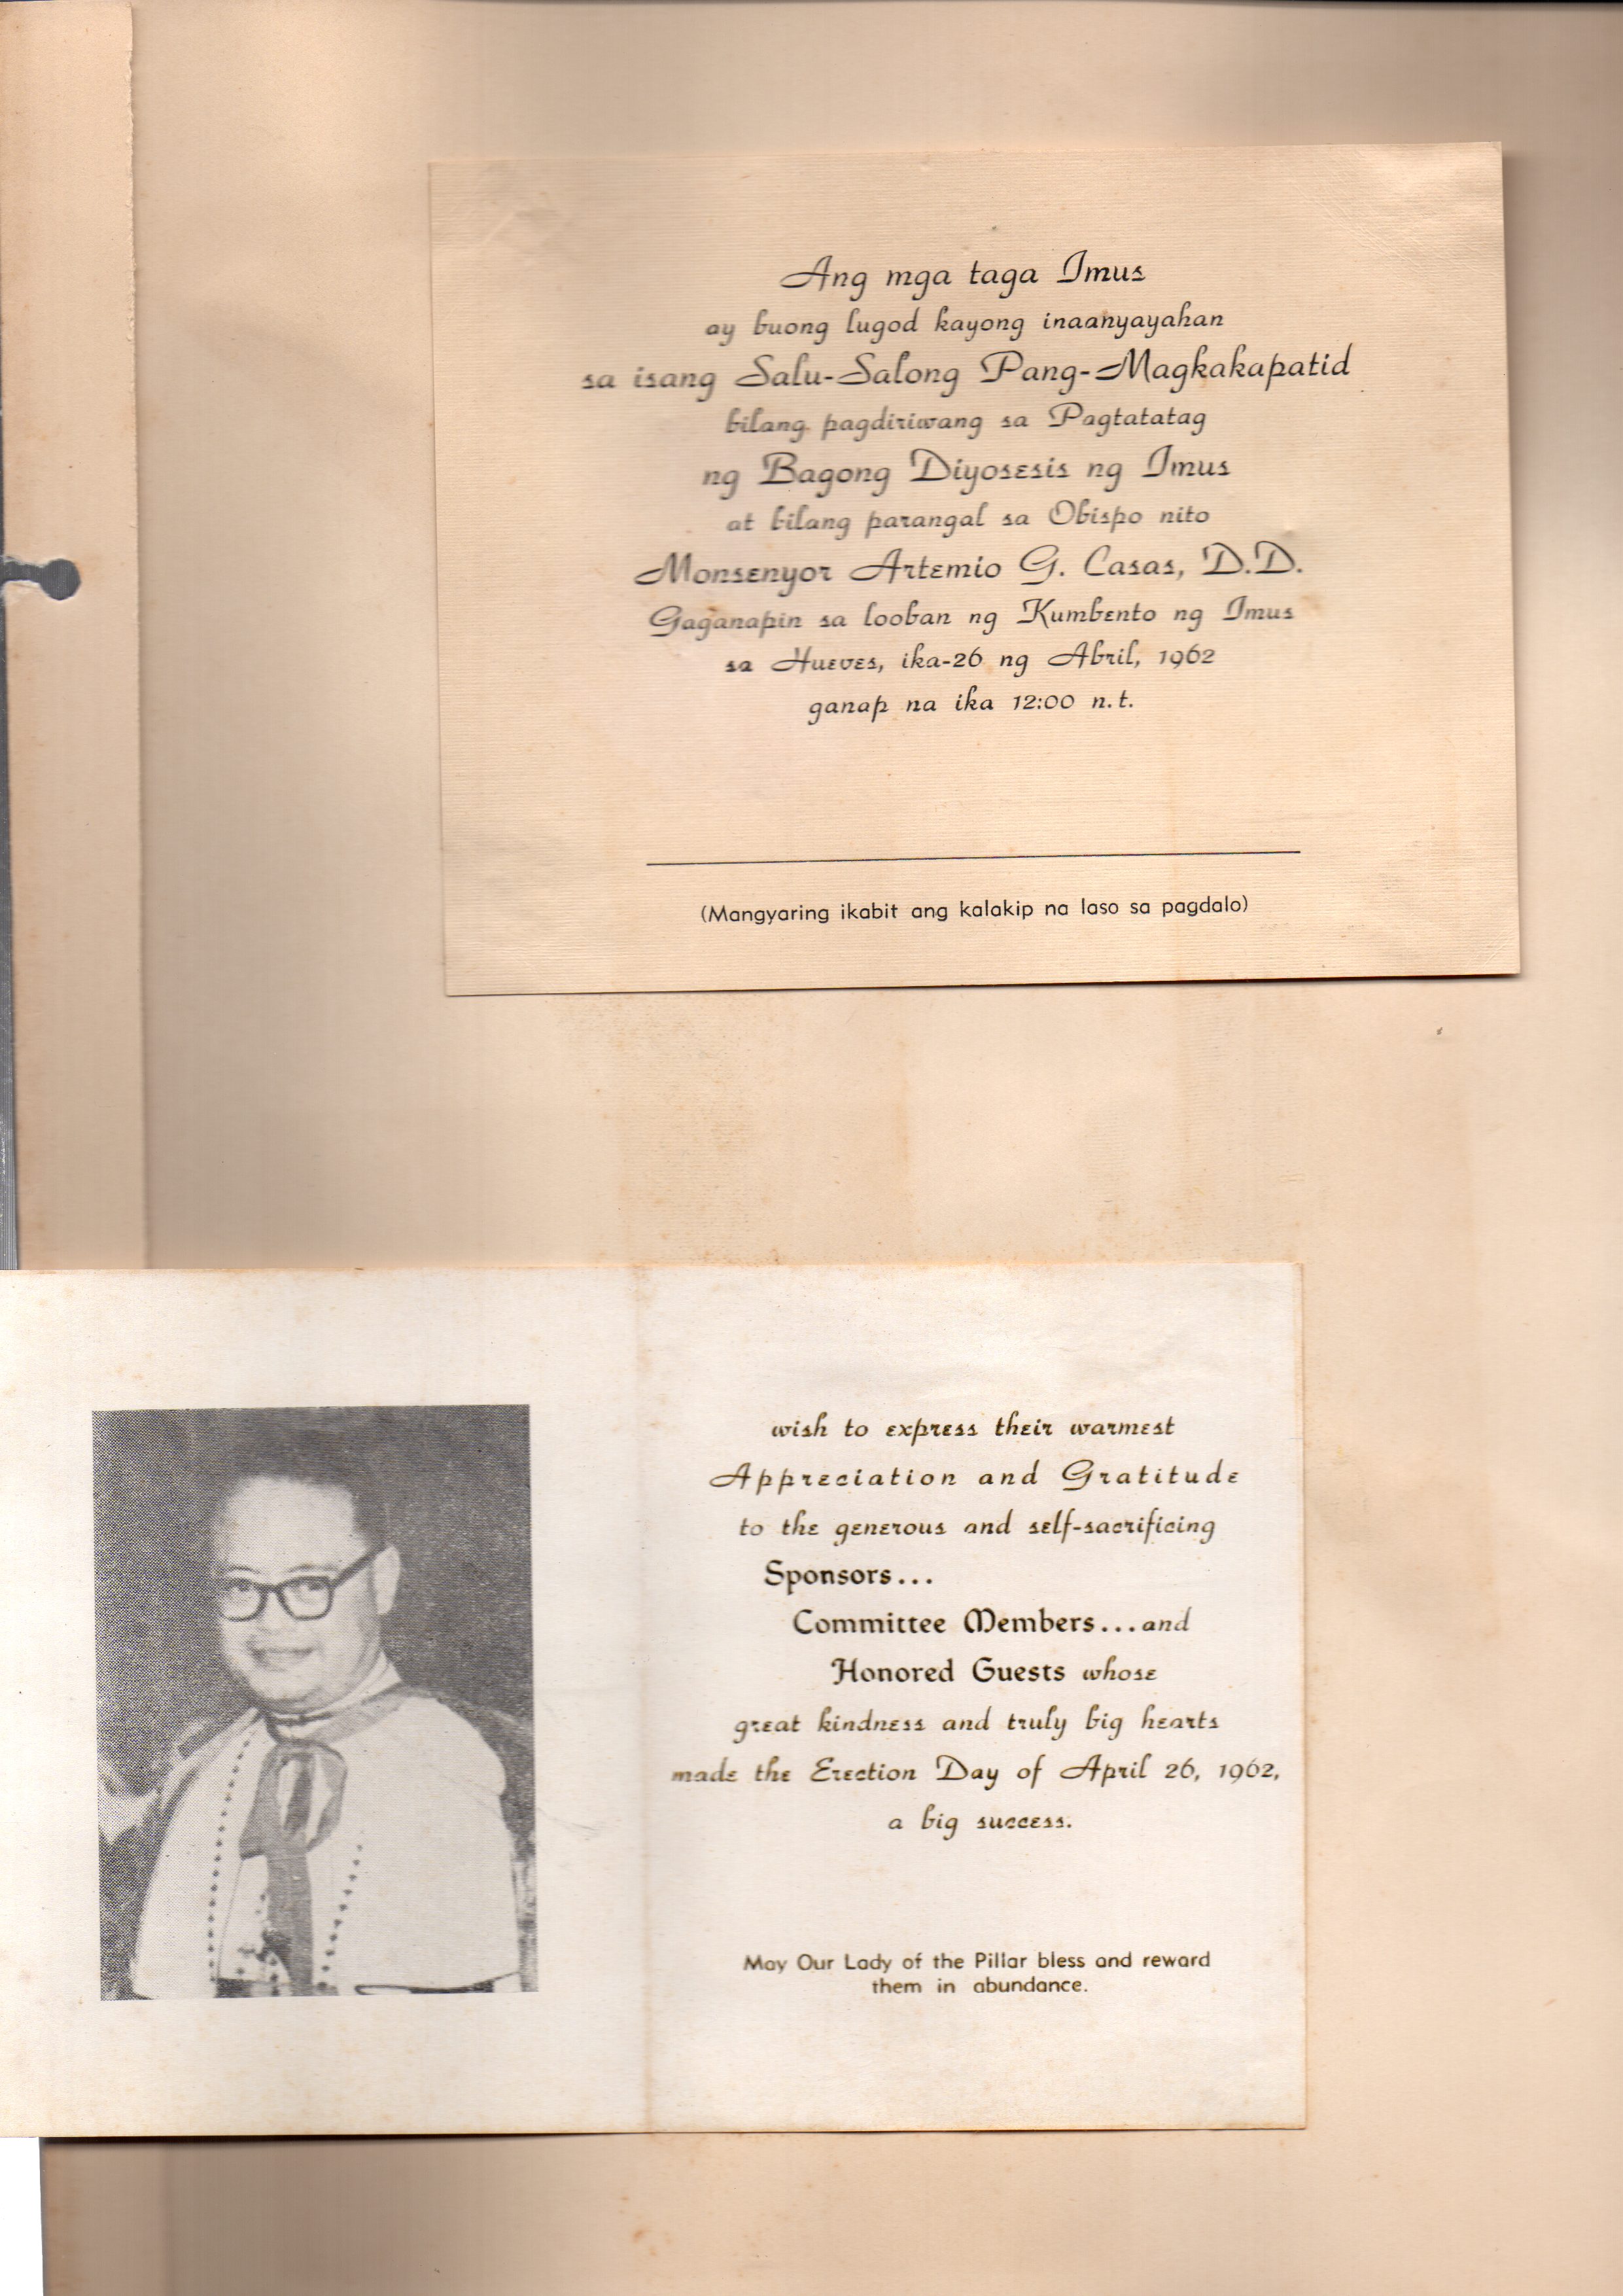 Ang mga taga Imus
ay buong lugod kayong inaanyayahan
sa isang Salu-Salong Pang-Magkakapatid
bilang pagdiriwang sa Pagtatatag
ng Bagong Diyosesis ng Imus
at bilang parangal sa Obispo nito
Monsenyor Artemio G. Casas, D.D.
Gaganapin sa looban ng Kumbento ng Imus
sa Hueves, ika-26 ng Abril, 1962
ganap na ika 12:00 n.t.
(Mangyaring ikabit ang kalakip na laso sa pagdalo)
wish to express their warmest
Appreciation and Gratitude
to the generous and self-sacrificing
Sponsors...
Committee Members...and
Honored Guests whose
great kindness and truly big hearts
made the Erection Day of April 26, 1962,
a big success.
May Our Lady of the Pillar bless and reward
them in abundance.